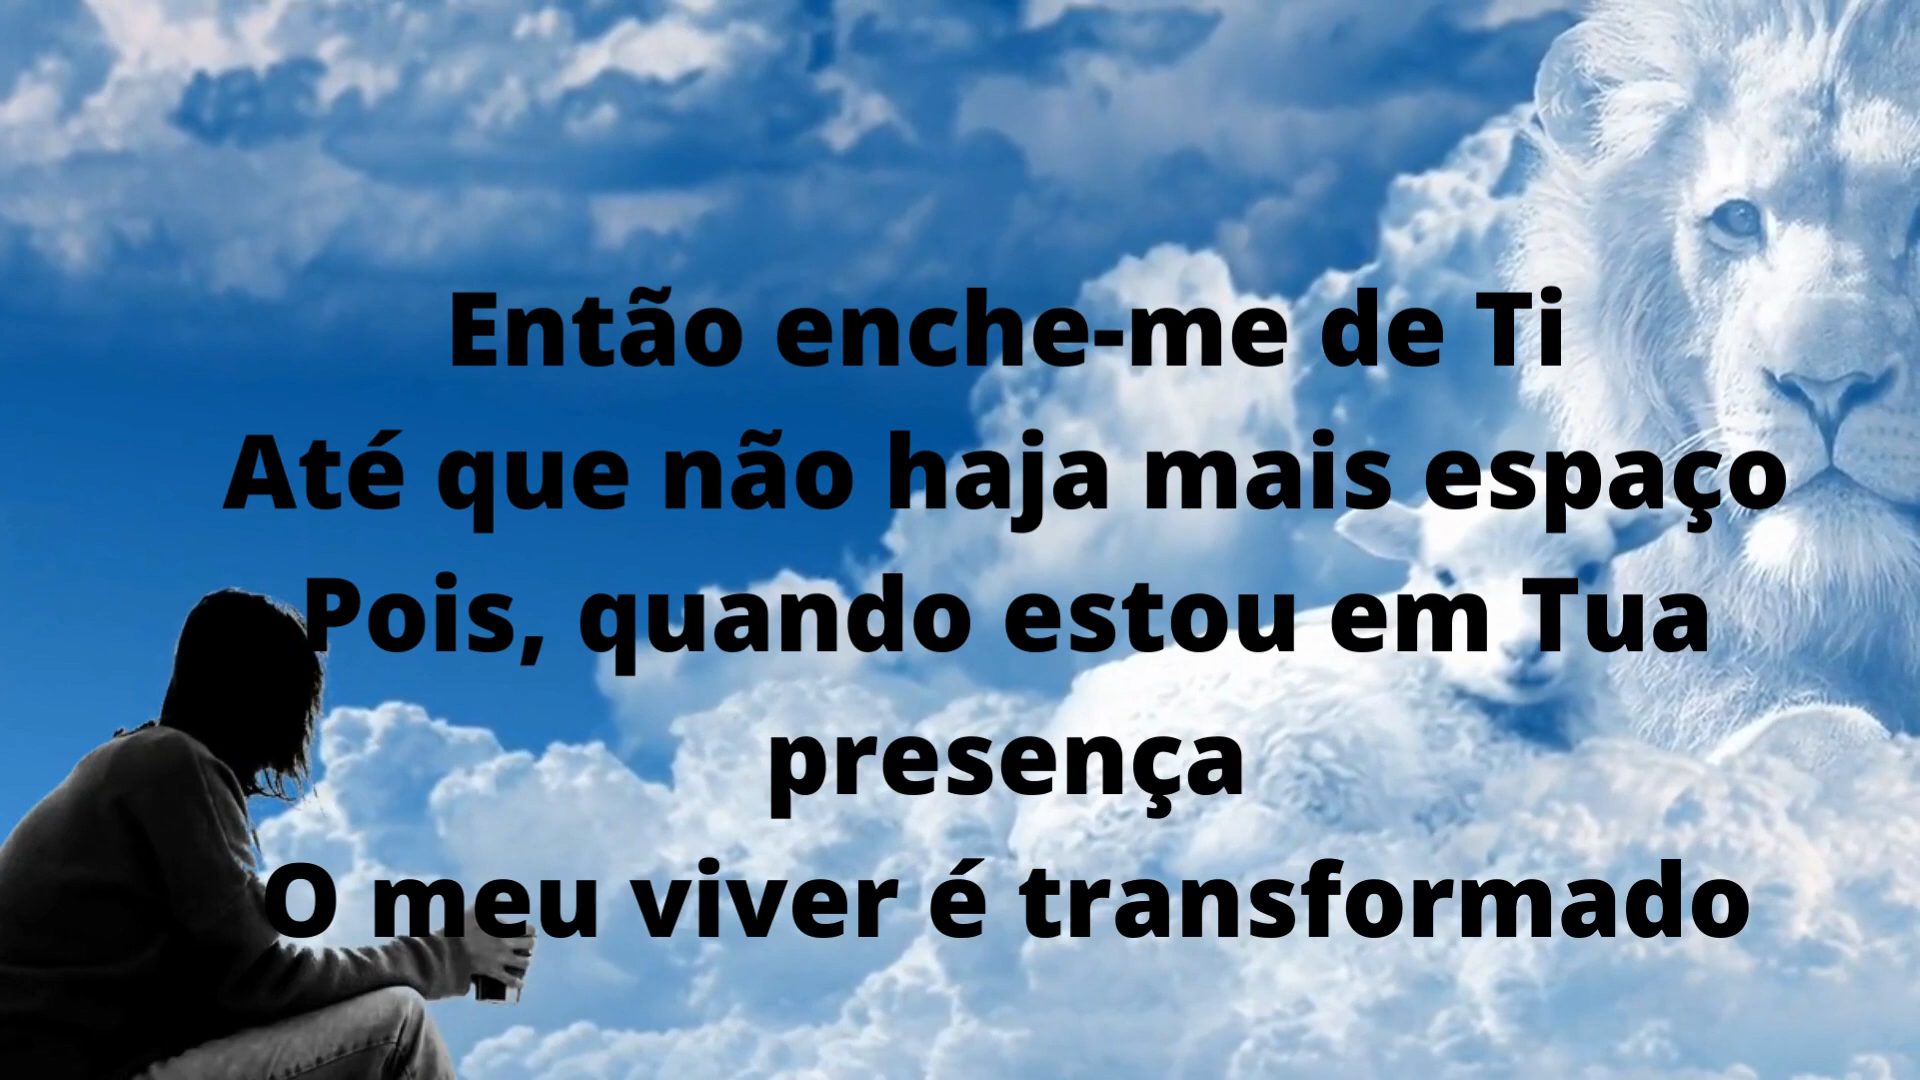 Então enche-me de Ti
Até que não haja mais espaço
Pois, quando estou em Tua
presença
O meu viver é transformado